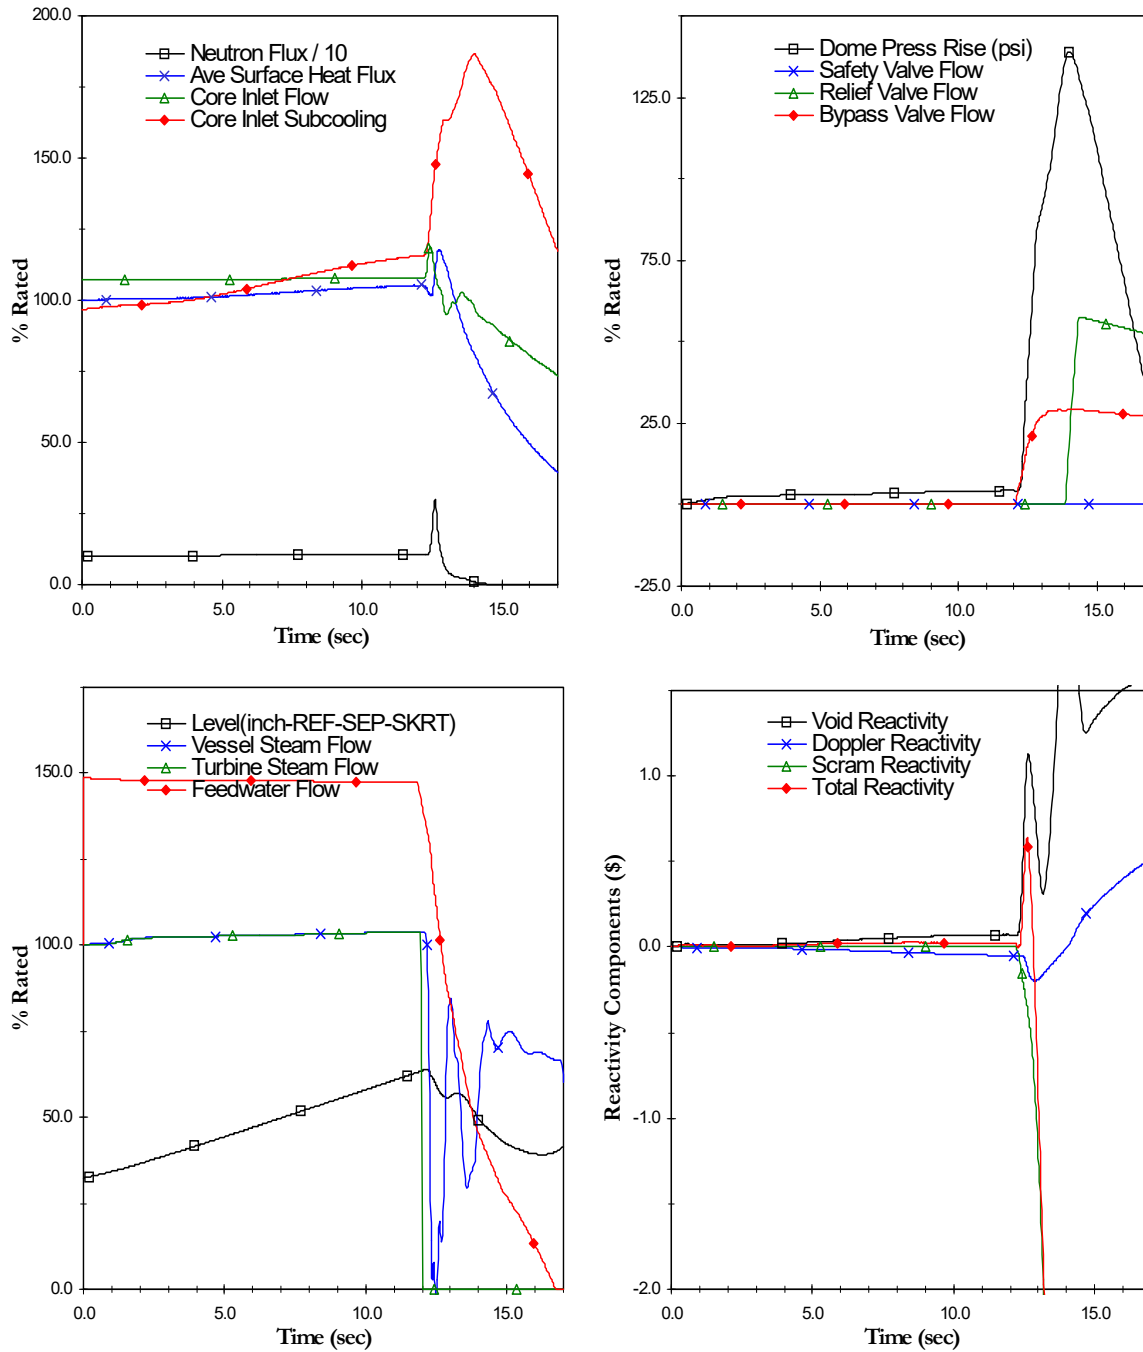 200.0
Neutron Flux / 10
Ave Surface Heat Flux
Core Inlet Flow
Core Inlet Subcooling
150.0
100.0
50.0
0.0
% Rated
0.0 5.0 10.0 15.0
Time (sec)
Dome Press Rise (psi)
Safety Valve Flow
Relief Valve Flow
Bypass Valve Flow
125.0
75.0
25.0
-25.0
% Rated
0.0 5.0 10.0 15.0
Time (sec)
Level(inch-REF-SEP-SKRT)
Vessel Steam Flow
Turbine Steam Flow
Feedwater Flow
150.0
100.0
50.0
0.0
% Rated
0.0 5.0 10.0 15.0
Time (sec)
Void Reactivity
Doppler Reactivity
Scram Reactivity
Total Reactivity
1.0
0.0
-1.0
-2.0
Reactivity Components ($)
0.0 5.0 10.0 15.0
Time (sec)